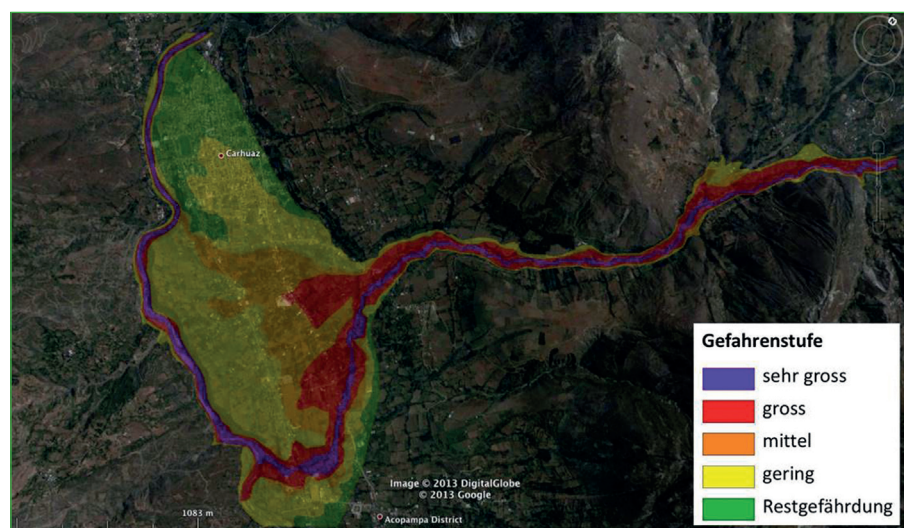 Carhuaz
Gefahrenstufe
sehr gross
gross
mittel
gering
Restgefährdung
Image © 2013 DigitalGlobe
© 2013 Google
1083 m
Acopampa District